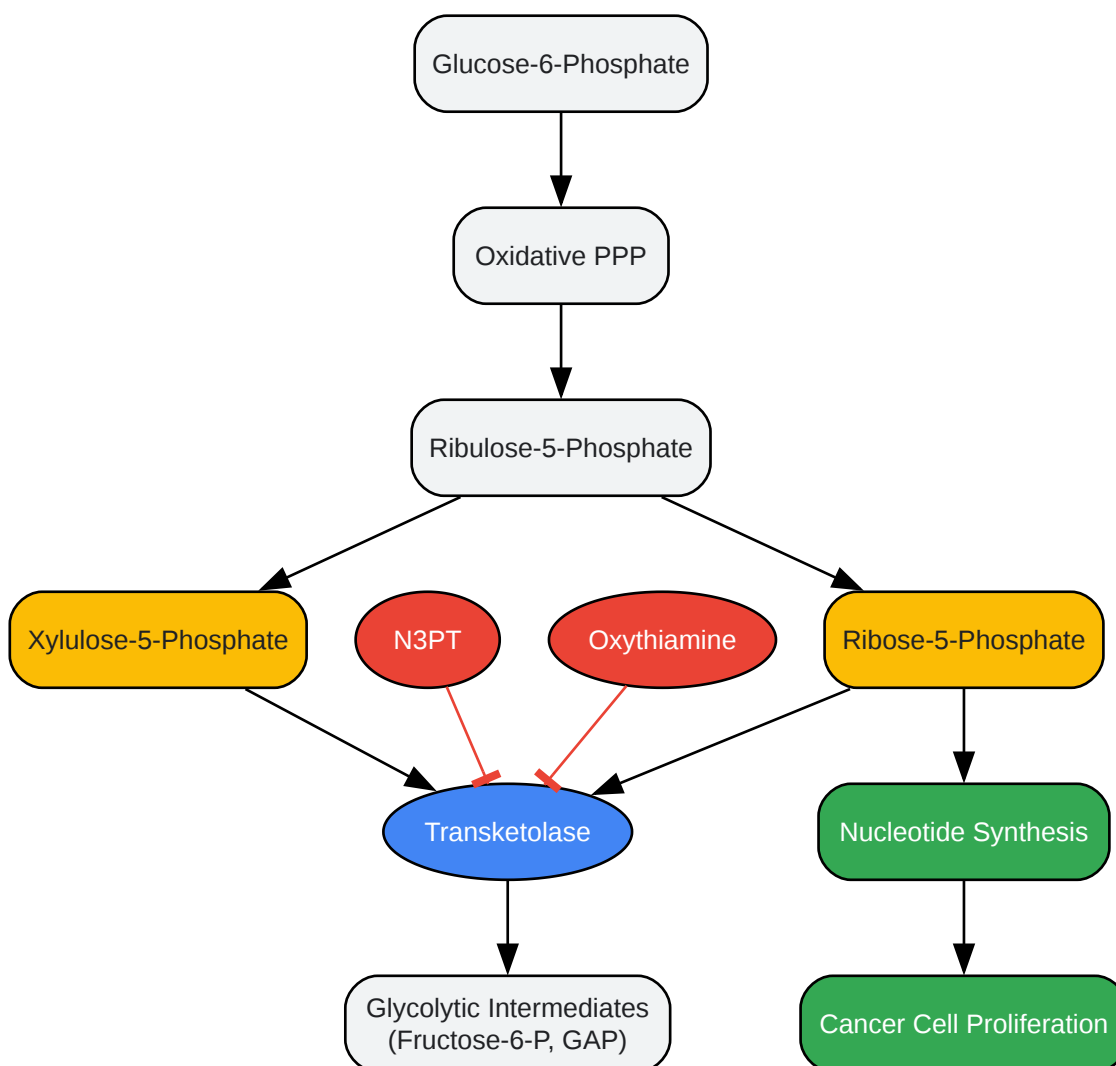 Glucose-6-Phosphate
Oxidative PPP
Ribulose-5-Phosphate
Xylulose-5-Phosphate
N3PT
Oxythiamine
Ribose-5-Phosphate
Transketolase
Nucleotide Synthesis
Glycolytic Intermediates
(Fructose-6-P, GAP)
Cancer Cell Proliferation